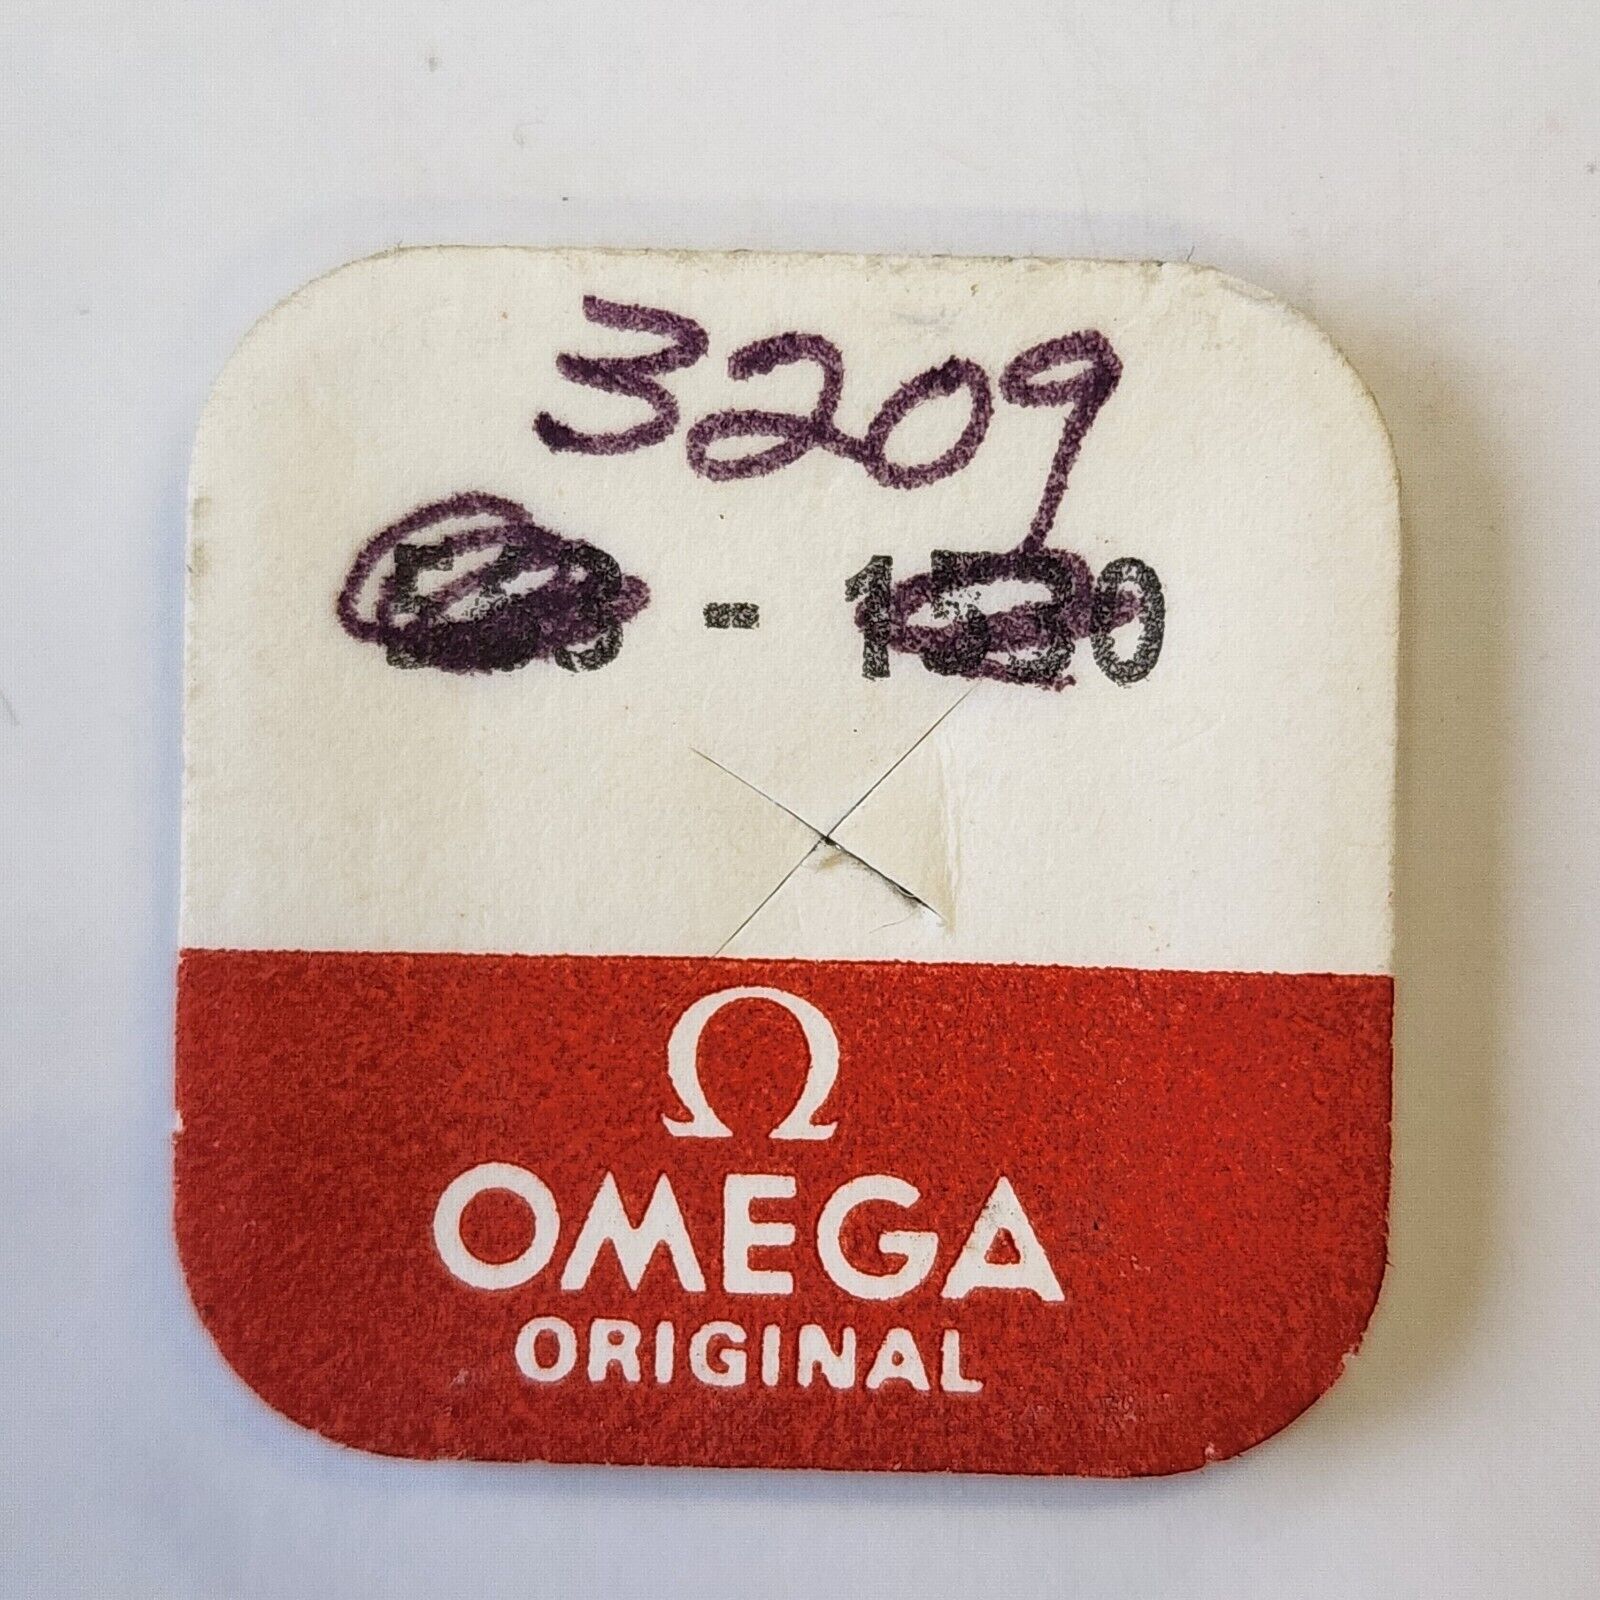 3209
- 1530
Ω
OMEGA
ORIGINAL